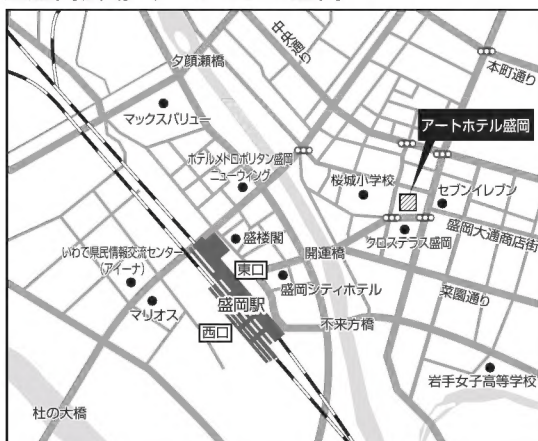 中央通り
本町通り
夕顔瀬橋
マックスバリュー
アートホテル盛岡
ホテルメトロポリタン盛岡
ニューウィング
桜城小学校
セブンイレブン
盛岡大通商店街
クロステラス盛岡
盛楼閣
開運橋
いわて県民情報交流センター
(アイーナ)
東口
盛岡シティホテル
菜園通り
マリオス
盛岡駅
西口
不来方橋
岩手女子高等学校
杜の大橋